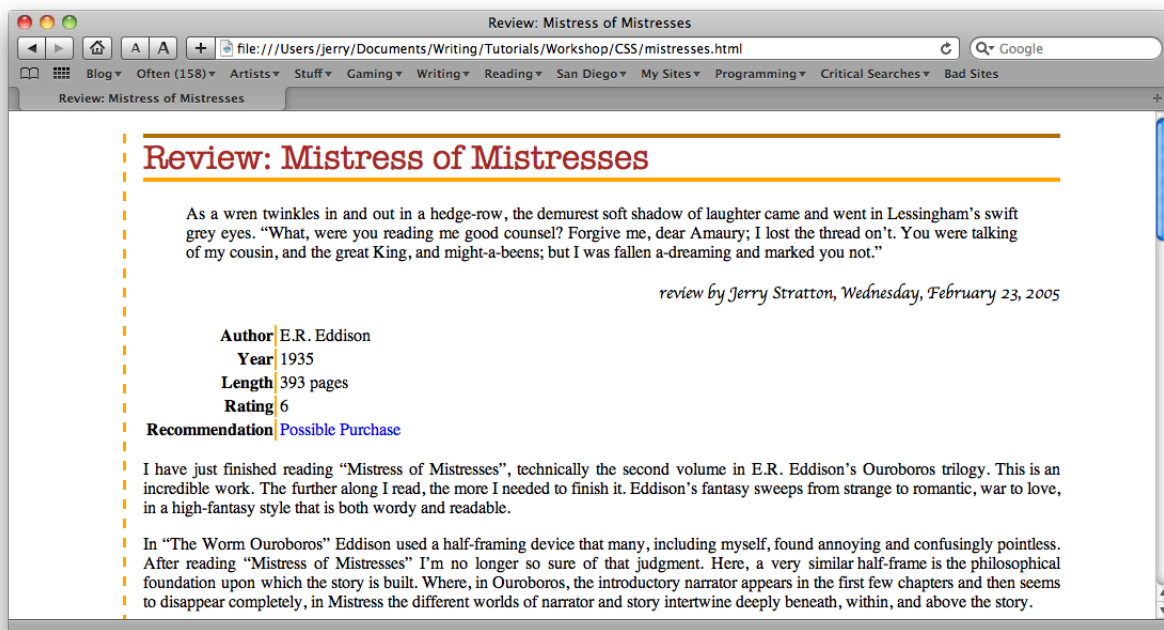 Review: Mistress of Mistresses
A A + file:///Users/jerry/Documents/Writing/Tutorials/Workshop/CSS/mistresses.html Google
Blog Often (158) Artists Stuff Gaming Writing Reading San Diego My Sites Programming Critical Searches Bad Sites
Review: Mistress of Mistresses +
Review: Mistress of Mistresses
As a wren twinkles in and out in a hedge-row, the demurest soft shadow of laughter came and went in Lessingham’s swift
grey eyes. “What, were you reading me good counsel? Forgive me, dear Amaury; I lost the thread on’t. You were talking
of my cousin, and the great King, and might-a-beens; but I was fallen a-dreaming and marked you not.”
review by Jerry Stratton, Wednesday, February 23, 2005
Author E.R. Eddison
Year 1935
Length 393 pages
Rating 6
Recommendation Possible Purchase
I have just finished reading “Mistress of Mistresses”, technically the second volume in E.R. Eddison’s Ouroboros trilogy. This is an
incredible work. The further along I read, the more I needed to finish it. Eddison’s fantasy sweeps from strange to romantic, war to love,
in a high-fantasy style that is both wordy and readable.
In “The Worm Ouroboros” Eddison used a half-framing device that many, including myself, found annoying and confusingly pointless.
After reading “Mistress of Mistresses” I’m no longer so sure of that judgment. Here, a very similar half-frame is the philosophical
foundation upon which the story is built. Where, in Ouroboros, the introductory narrator appears in the first few chapters and then seems
to disappear completely, in Mistress the different worlds of narrator and story intertwine deeply beneath, within, and above the story.